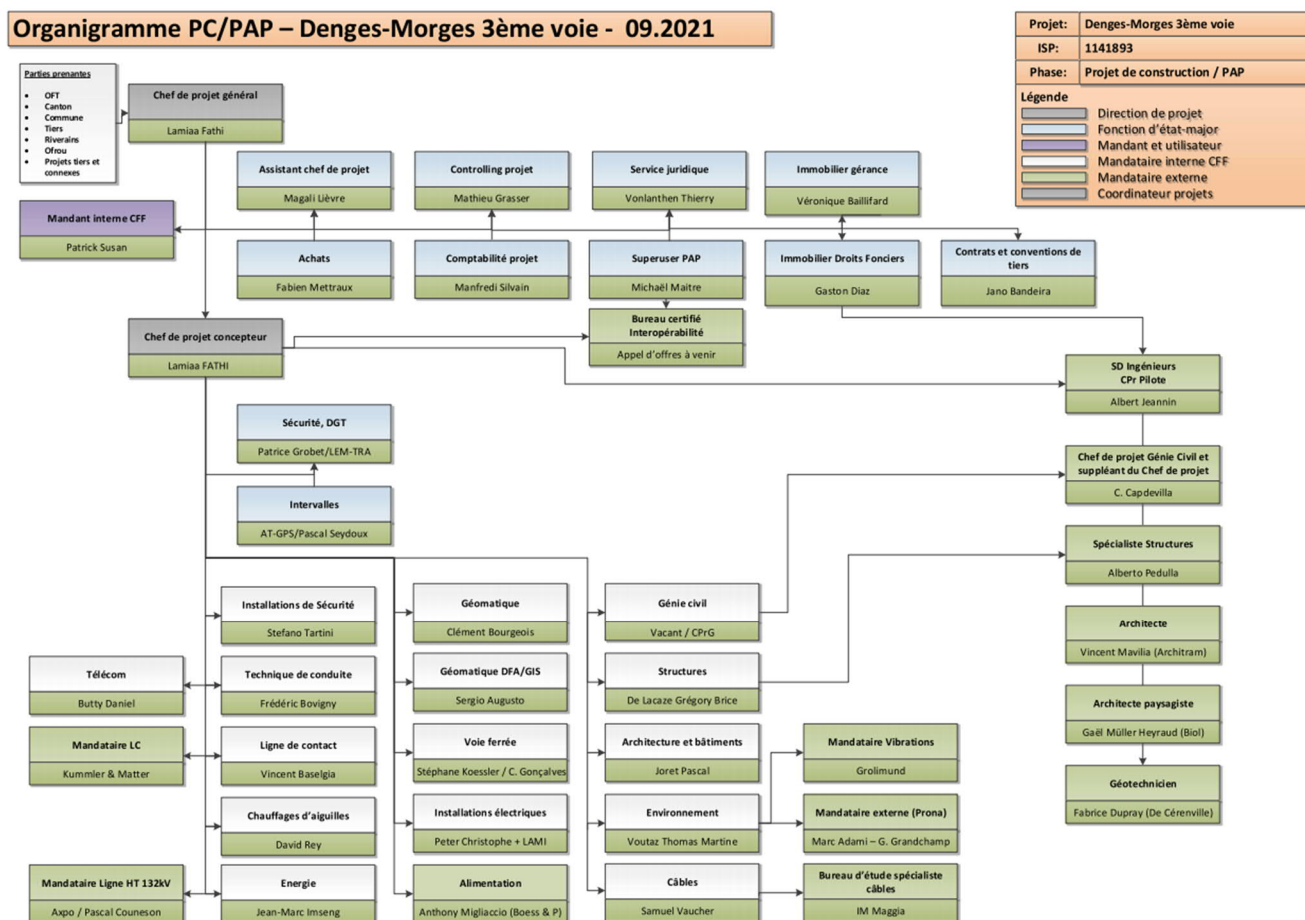 Organigramme PC/PAP – Denges-Morges 3ème voie - 09.2021
Projet: Denges-Morges 3ème voie
ISP: 1141893
Phase: Projet de construction / PAP
Légende
Direction de projet
Fonction d'état-major
Mandant et utilisateur
Mandataire interne CFF
Mandataire externe
Coordinateur projets
Parties prenantes
• OFT
• Canton
• Commune
• Tiers
• Riverains
• Ofrou
• Projets tiers et
connexes
Chef de projet général
Lamiaa Fathi
Assistant chef de projet
Magali Lièvre
Controlling projet
Mathieu Grasser
Service juridique
Vonlanthen Thierry
Immobilier gérance
Véronique Baillifard
Mandant interne CFF
Patrick Susan
Achats
Fabien Mettraux
Comptabilité projet
Manfredi Silvain
Superuser PAP
Michaël Maitre
Immobilier Droits Fonciers
Gaston Diaz
Contrats et conventions de
tiers
Jano Bandeira
Chef de projet concepteur
Lamiaa FATHI
Bureau certifié
Interopérabilité
Appel d'offres à venir
SD Ingénieurs
CPr Pilote
Albert Jeannin
Sécurité, DGT
Patrice Grobet/LEM-TRA
Intervalles
AT-GPS/Pascal Seydoux
Chef de projet Génie Civil et
suppléant du Chef de projet
C. Capdevilla
Spécialiste Structures
Alberto Pedulla
Architecte
Vincent Mavilia (Architram)
Architecte paysagiste
Gaël Müller Heyraud (Biol)
Géotechnicien
Fabrice Dupray (De Cérenville)
Installations de Sécurité
Stefano Tartini
Géomatique
Clément Bourgeois
Génie civil
Vacant / CPrG
Télécom
Butty Daniel
Technique de conduite
Frédéric Bovigny
Géomatique DFA/GIS
Sergio Augusto
Structures
De Lacaze Grégory Brice
Mandataire LC
Kummler & Matter
Ligne de contact
Vincent Baselgia
Voie ferrée
Stéphane Koessler / C. Gonçalves
Architecture et bâtiments
Joret Pascal
Mandataire Vibrations
Grolimund
Chauffages d'aiguilles
David Rey
Installations électriques
Peter Christophe + LAMI
Environnement
Voutaz Thomas Martine
Mandataire externe (Prona)
Marc Adami – G. Grandchamp
Mandataire Ligne HT 132kV
Axpo / Pascal Couneson
Energie
Jean-Marc Imseng
Alimentation
Anthony Migliaccio (Boess & P)
Câbles
Samuel Vaucher
Bureau d'étude spécialiste
câbles
IM Maggia